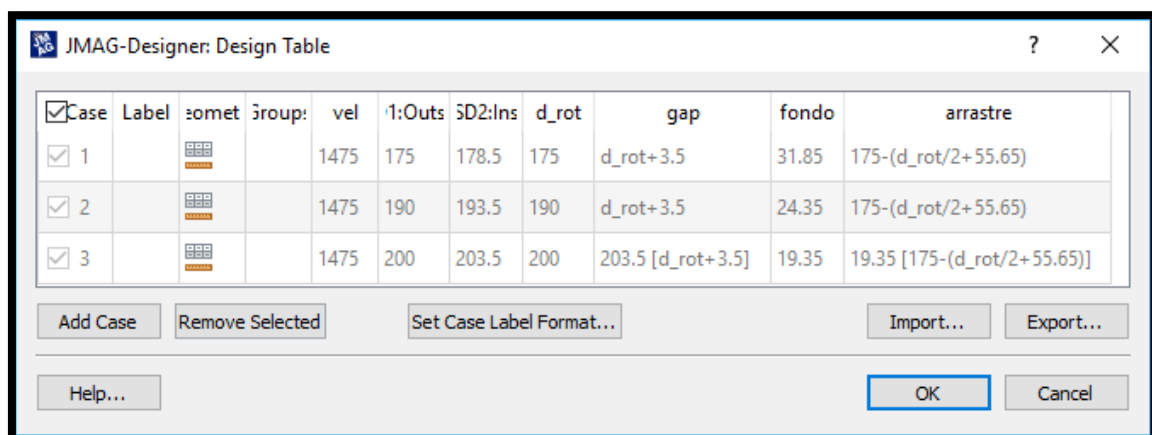 JMAG-Designer: Design Table ?
Case Label eomet Group: vel 1:Outs SD2:Ins d_rot gap fondo arrastre
1 1475 175 178.5 175 d_rot+3.5 31.85 175-(d_rot/2+55.65)
2 1475 190 193.5 190 d_rot+3.5 24.35 175-(d_rot/2+55.65)
3 1475 200 203.5 200 203.5 [d_rot+3.5] 19.35 19.35 [175-(d_rot/2+55.65)]
Add Case Remove Selected Set Case Label Format... Import... Export...
Help... OK Cancel